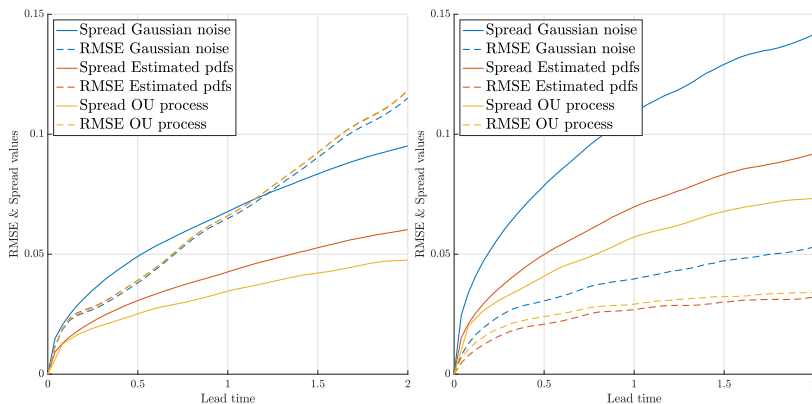 0.15
Spread Gaussian noise
RMSE Gaussian noise
Spread Estimated pdfs
RMSE Estimated pdfs
Spread OU process
RMSE OU process
0.1
0.05
0
RMSE & Spread values
0 0.5 1 1.5 2
Lead time
0.15
Spread Gaussian noise
RMSE Gaussian noise
Spread Estimated pdfs
RMSE Estimated pdfs
Spread OU process
RMSE OU process
0.1
0.05
0
RMSE & Spread values
0 0.5 1 1.5 2
Lead time